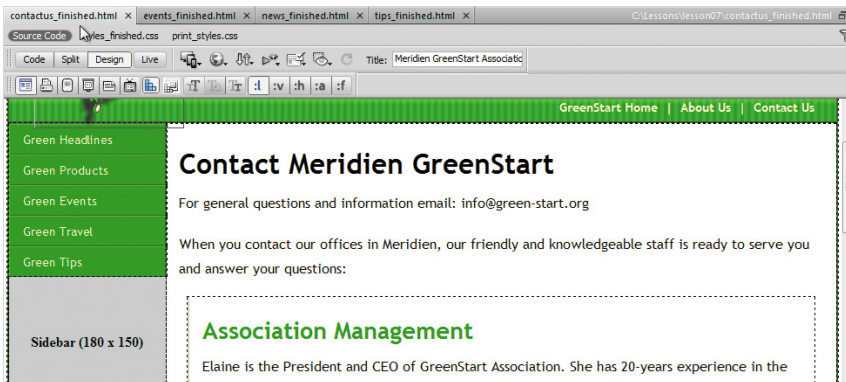 contactus_finished.html × events_finished.html × news_finished.html × tips_finished.html × C:\Lessons\lesson07\contactus_finished.html
Source Code yles_finished.css print_styles.css
Code Split Design Live Title: Meridien GreenStart Associatic
:l :v :h :a :f
GreenStart Home | About Us | Contact Us
Green Headlines
Green Products
Green Events
Green Travel
Green Tips
Sidebar (180 x 150)
Contact Meridien GreenStart
For general questions and information email: info@green-start.org
When you contact our offices in Meridien, our friendly and knowledgeable staff is ready to serve you
and answer your questions:
Association Management
Elaine is the President and CEO of GreenStart Association. She has 20-years experience in the